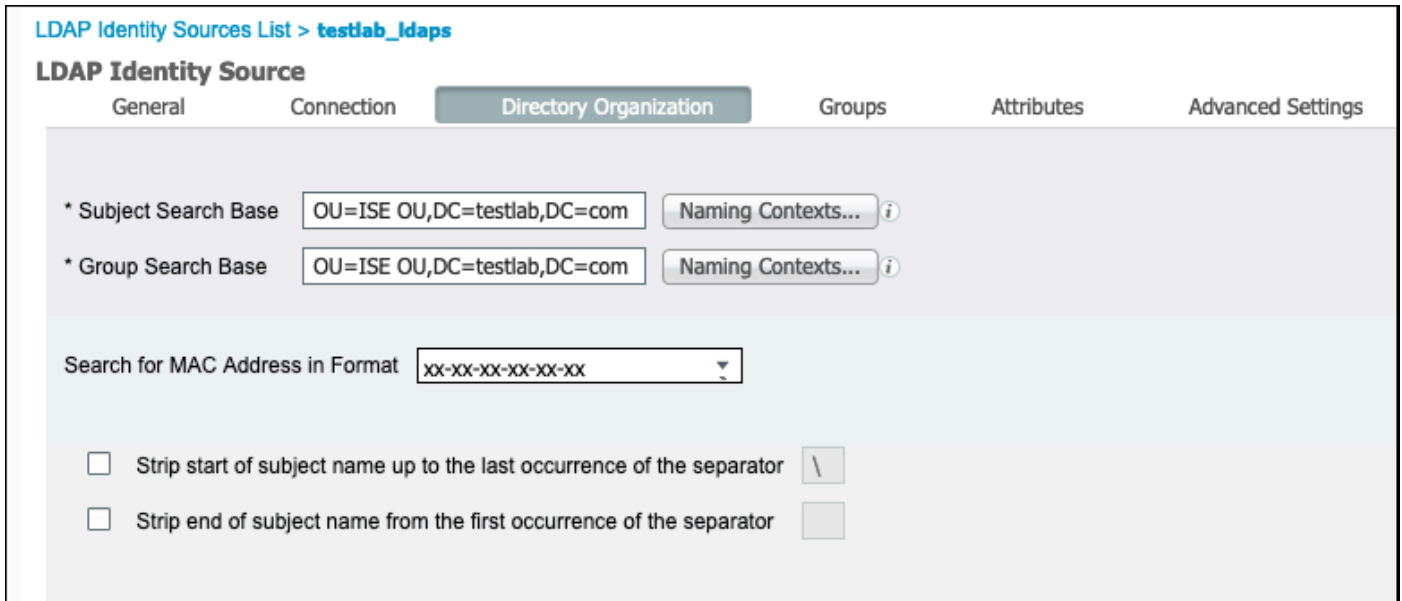 LDAP Identity Sources List > testlab_ldaps
LDAP Identity Source
General Connection Directory Organization Groups Attributes Advanced Settings
* Subject Search Base OU=ISE OU,DC=testlab,DC=com Naming Contexts... i
* Group Search Base OU=ISE OU,DC=testlab,DC=com Naming Contexts... i
Search for MAC Address in Format xx-xx-xx-xx-xx-xx
Strip start of subject name up to the last occurrence of the separator \
Strip end of subject name from the first occurrence of the separator